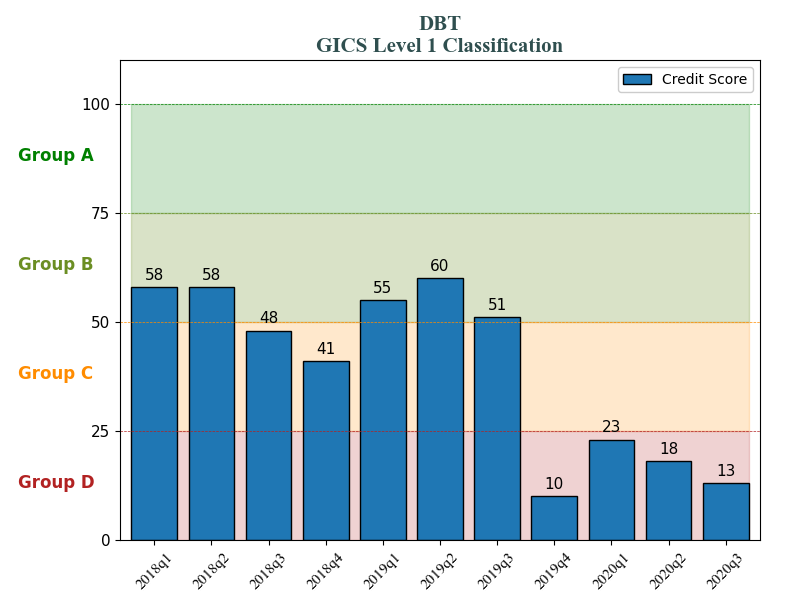 DBT
GICS Level 1 Classification
Credit Score
100
Group A
75
Group B
50
Group C
25
Group D
0
58
58
48
41
55
60
51
10
23
18
13
2018q1
2018q2
2018q3
2018q4
2019q1
2019q2
2019q3
2019q4
2020q1
2020q2
2020q3